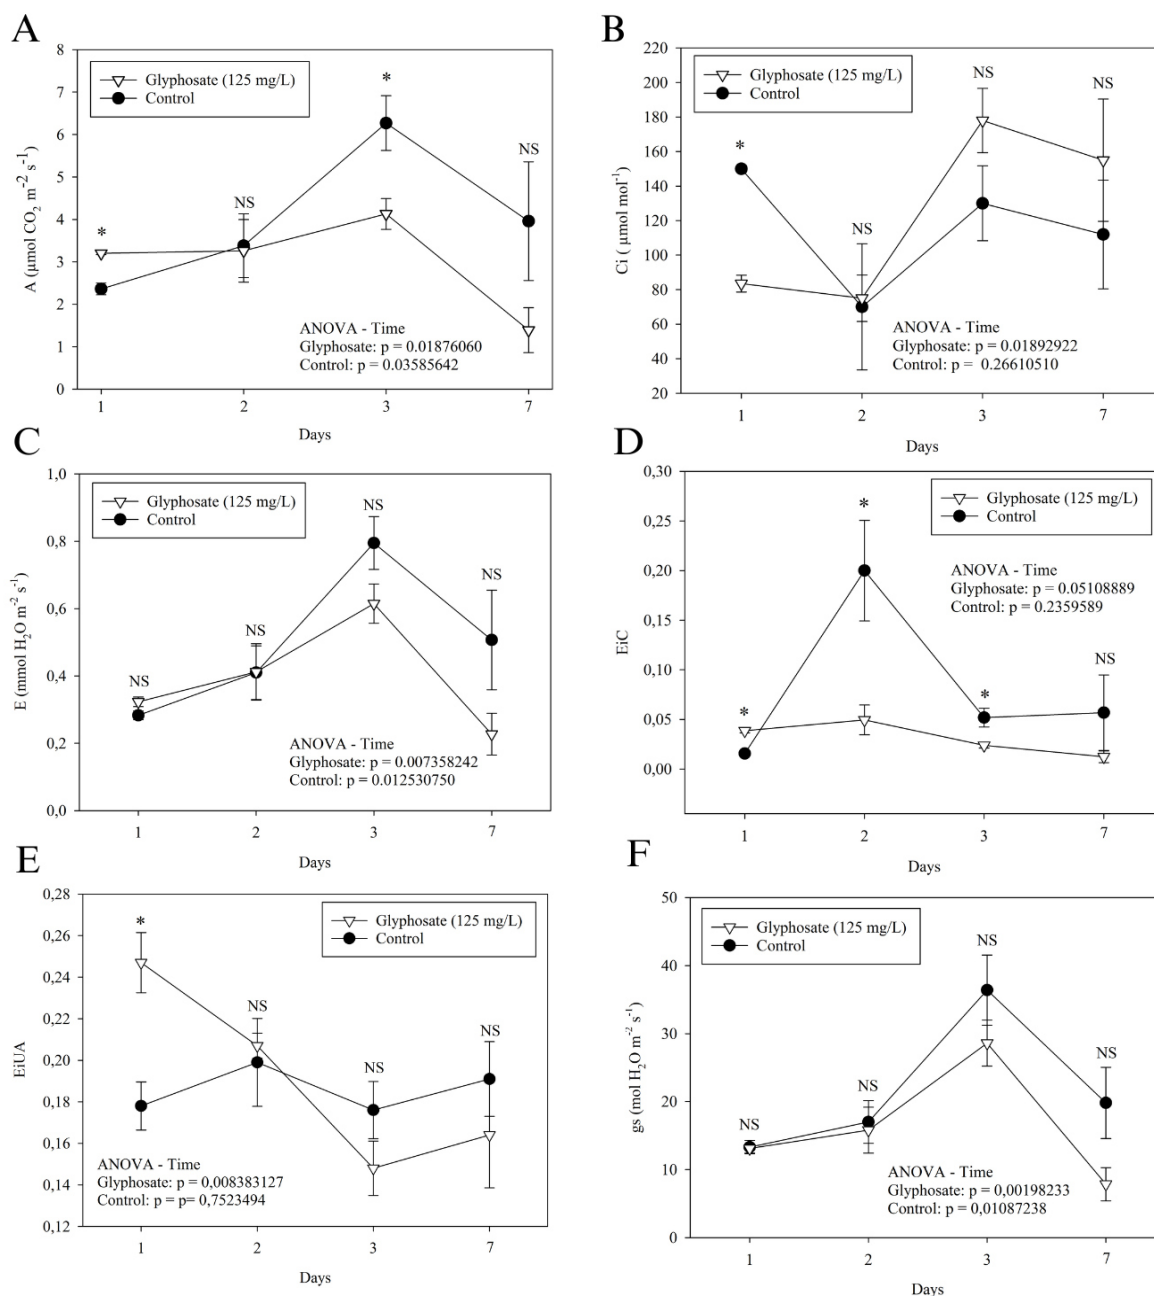 A
8
7
6
5
4
3
2
1
0
A (µmol CO₂ m⁻² s⁻¹)
Glyphosate (125 mg/L)
Control
*
NS
*
NS
ANOVA - Time
Glyphosate: p = 0.01876060
Control: p = 0.03585642
1 2 3 7
Days
B
220
200
180
160
140
120
100
80
60
40
20
Ci ( µmol mol⁻¹)
Glyphosate (125 mg/L)
Control
*
NS
NS
NS
ANOVA - Time
Glyphosate: p = 0.01892922
Control: p = 0.26610510
1 2 3 7
Days
C
1,0
0,8
0,6
0,4
0,2
0,0
E (mmol H₂O m⁻² s⁻¹)
Glyphosate (125 mg/L)
Control
NS
NS
NS
NS
ANOVA - Time
Glyphosate: p = 0.007358242
Control: p = 0.012530750
1 2 3 7
Days
D
0,30
0,25
0,20
0,15
0,10
0,05
0,00
EiC
Glyphosate (125 mg/L)
Control
*
*
*
NS
ANOVA - Time
Glyphosate: p = 0.05108889
Control: p = 0.2359589
1 2 3 7
Days
E
0,28
0,26
0,24
0,22
0,20
0,18
0,16
0,14
0,12
EiUA
Glyphosate (125 mg/L)
Control
*
NS
NS
NS
ANOVA - Time
Glyphosate: p = 0,008383127
Control: p = p= 0,7523494
1 2 3 7
Days
F
50
40
30
20
10
0
gs (mol H₂O m⁻² s⁻¹)
Glyphosate (125 mg/L)
Control
NS
NS
NS
NS
ANOVA - Time
Glyphosate: p = 0,00198233
Control: p = 0,01087238
1 2 3 7
Days